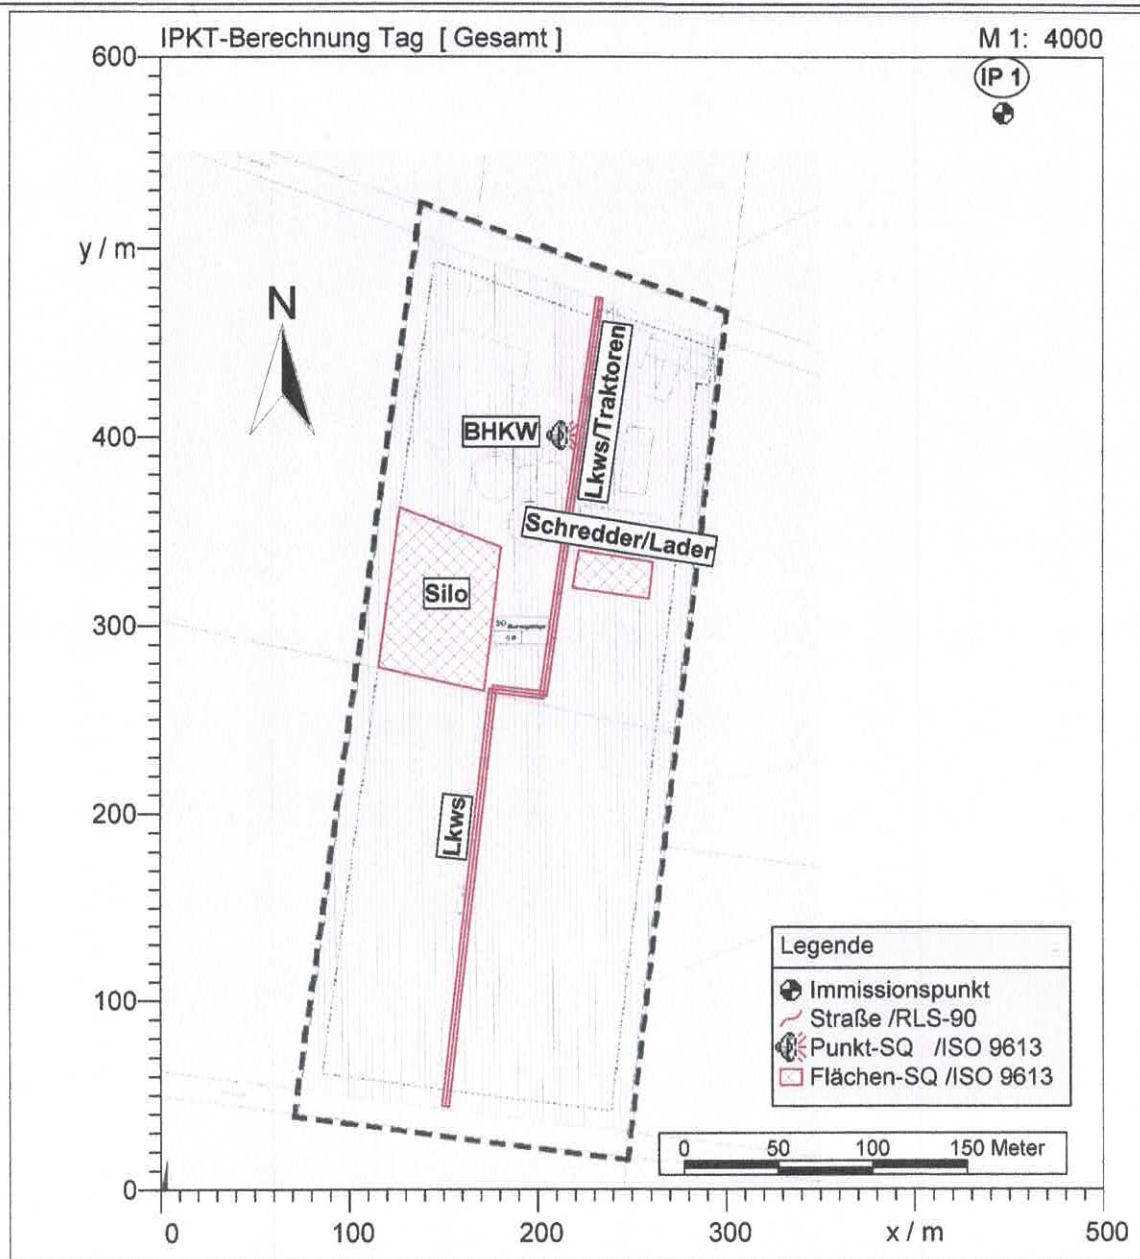 IPKT-Berechnung Tag [ Gesamt ]
M 1: 4000
600
IP 1
y / m
N
Lkws/Traktoren
400
BHKW
Schredder/Lader
Silo
300
200
Lkws
Legende
Immissionspunkt
100
Straße /RLS-90
Punkt-SQ /ISO 9613
Flächen-SQ /ISO 9613
0 50 100 150 Meter
0
0 100 200 300 x / m 500